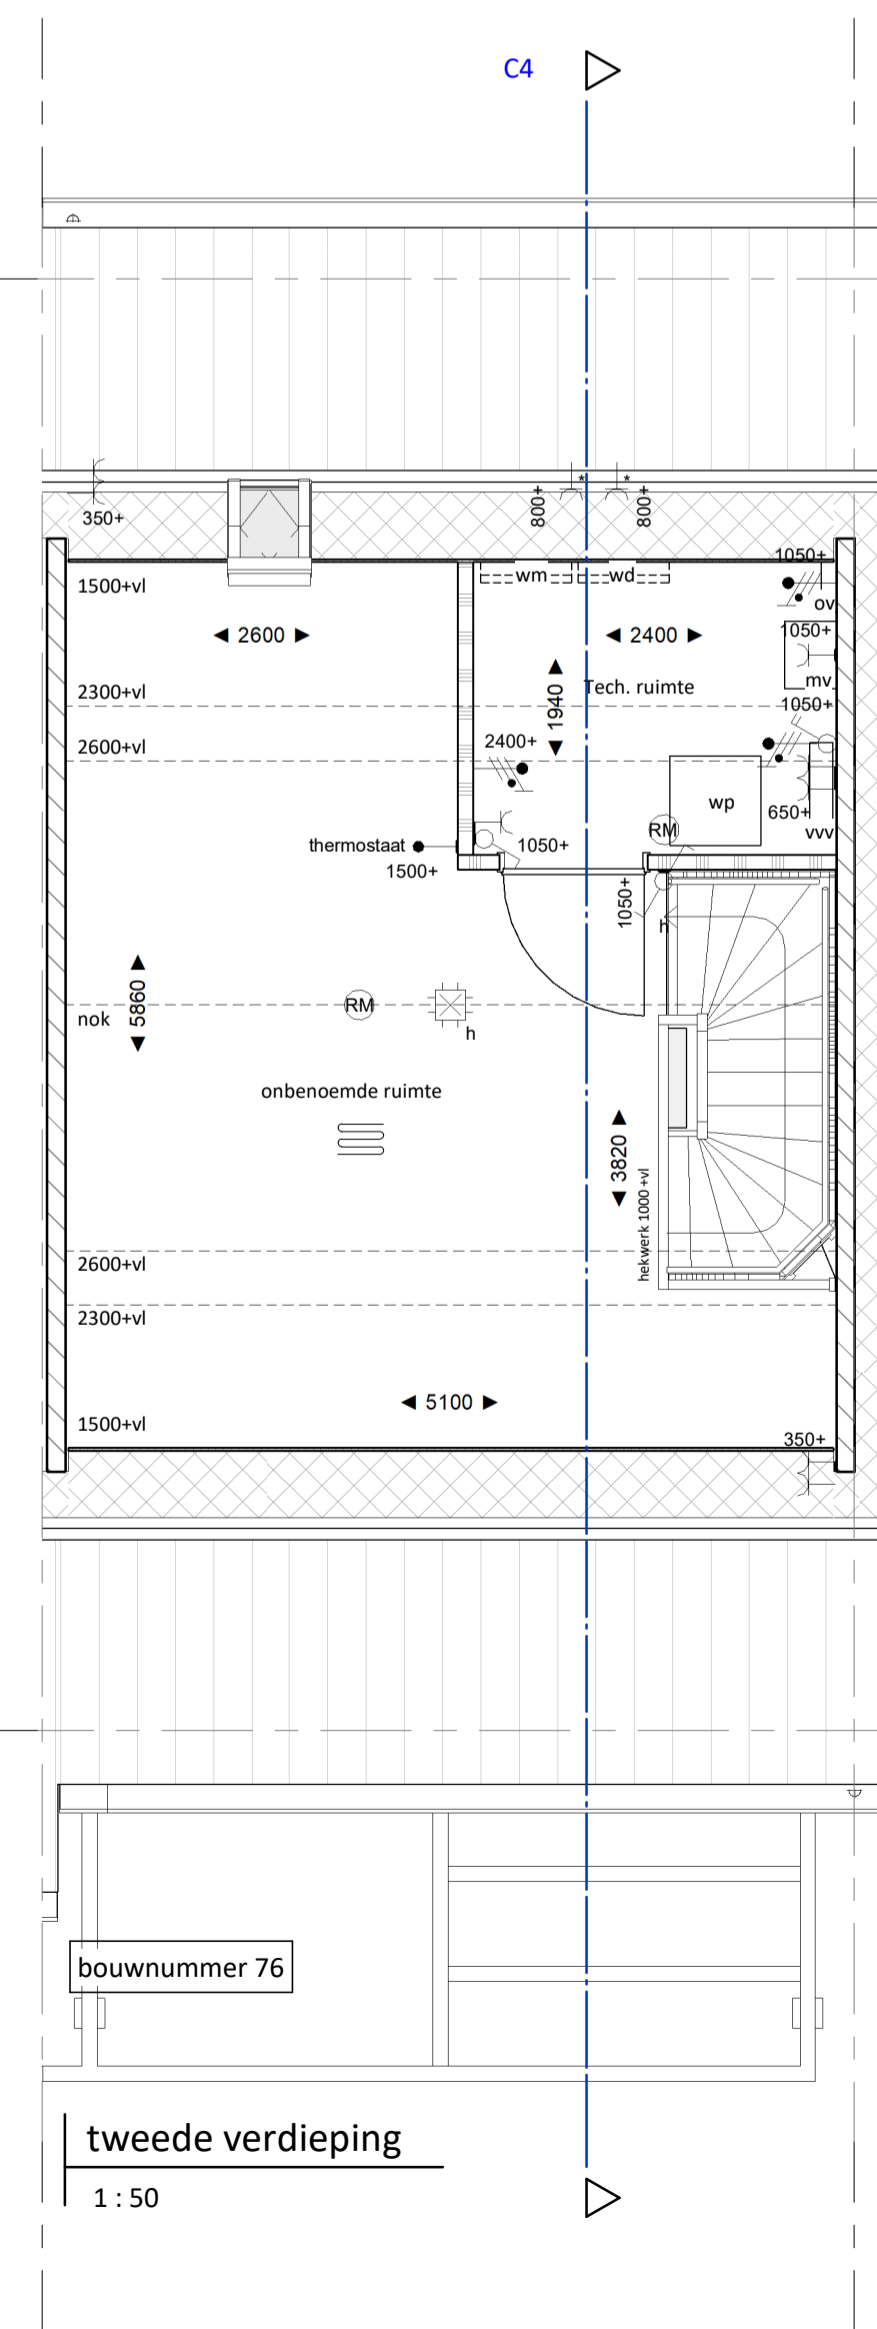 C4
350+
800+
*
*
800+
1500+vl
wm
wd
1050+
ov
2600
2400
1050+
mv
Tech. ruimte
1940
2300+vl
1050+
2600+vl
2400+
wp
650+
RM
vvv
thermostaat
1500+
1050+
1050+
h
5860
nok
RM
h
onbenoemde ruimte
3820
hekwerk 1000 +vl
2600+vl
2300+vl
5100
1500+vl
350+
bouwnummer 76
tweede verdieping
1 : 50